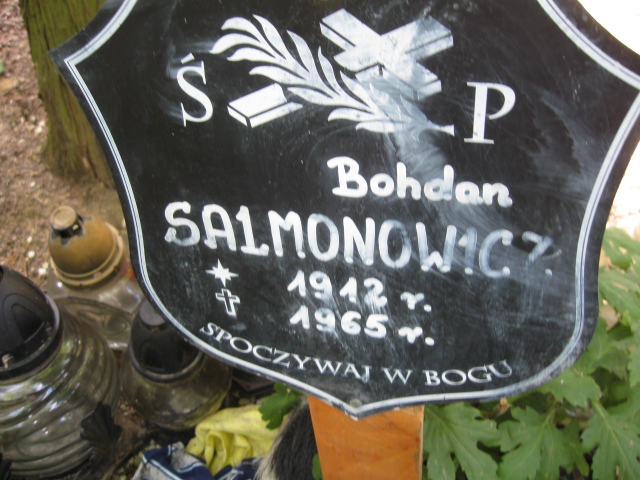 Ś P
Bohdan
SALMONOWICZ
1912 r.
1965 r.
SPOCZYWAJ W BOGU